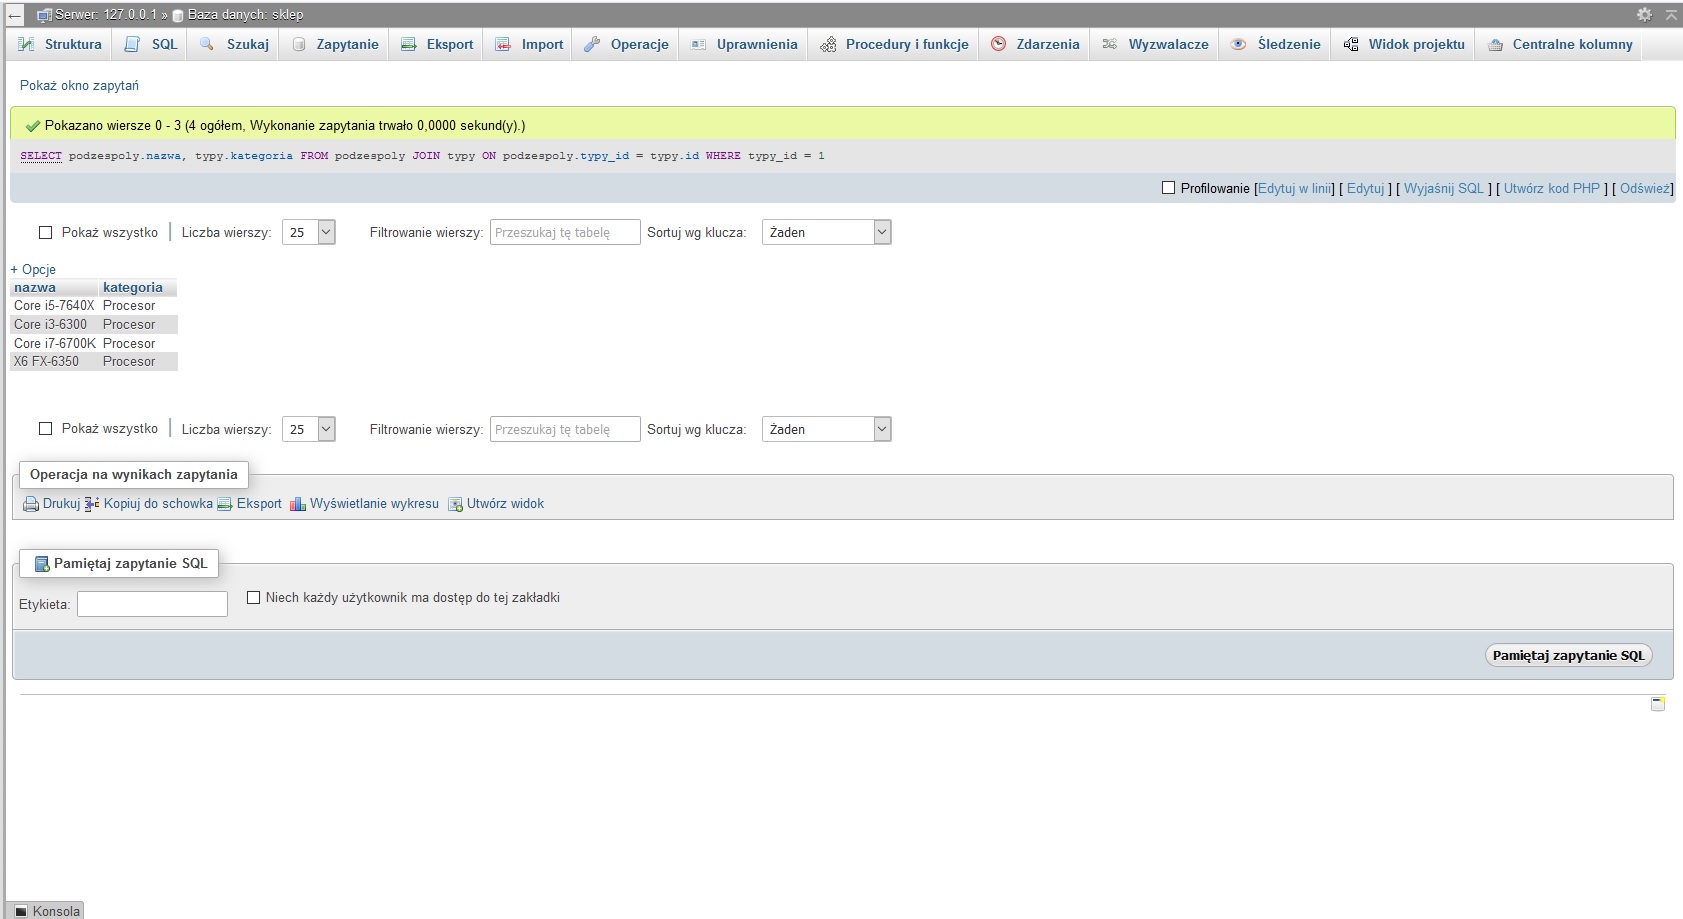 Serwer: 127.0.0.1 » Baza danych: sklep
Struktura SQL Szukaj Zapytanie Eksport Import Operacje Uprawnienia Procedury i funkcje Zdarzenia Wyzwalacze Śledzenie Widok projektu Centralne kolumny
Pokaż okno zapytań
Pokazano wiersze 0 - 3 (4 ogółem, Wykonanie zapytania trwało 0,0000 sekund(y).)
SELECT podzespoly.nazwa, typy.kategoria FROM podzespoly JOIN typy ON podzespoly.typy_id = typy.id WHERE typy_id = 1
Profilowanie [Edytuj w linii] [ Edytuj ] [ Wyjaśnij SQL ] [ Utwórz kod PHP ] [ Odśwież]
Pokaż wszystko | Liczba wierszy: 25 Filtrowanie wierszy: Przeszukaj tę tabelę Sortuj wg klucza: Żaden
+ Opcje
nazwa kategoria
Core i5-7640X Procesor
Core i3-6300 Procesor
Core i7-6700K Procesor
X6 FX-6350 Procesor
Pokaż wszystko | Liczba wierszy: 25 Filtrowanie wierszy: Przeszukaj tę tabelę Sortuj wg klucza: Żaden
Operacja na wynikach zapytania
Drukuj Kopiuj do schowka Eksport Wyświetlanie wykresu Utwórz widok
Pamiętaj zapytanie SQL
Etykieta: Niech każdy użytkownik ma dostęp do tej zakładki
Pamiętaj zapytanie SQL
Konsola